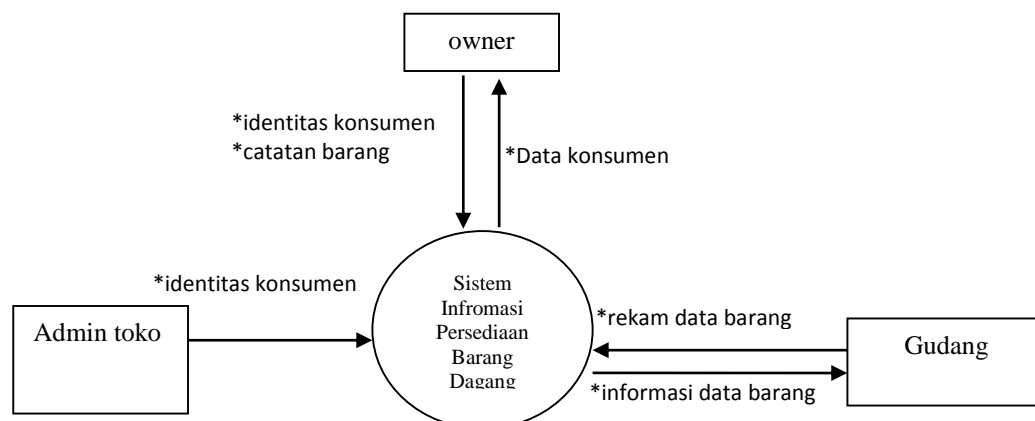 owner
*identitas konsumen
*catatan barang
*Data konsumen
*identitas konsumen
Admin toko
Sistem
Infromasi
Persediaan
Barang
Dagang
*rekam data barang
Gudang
*informasi data barang